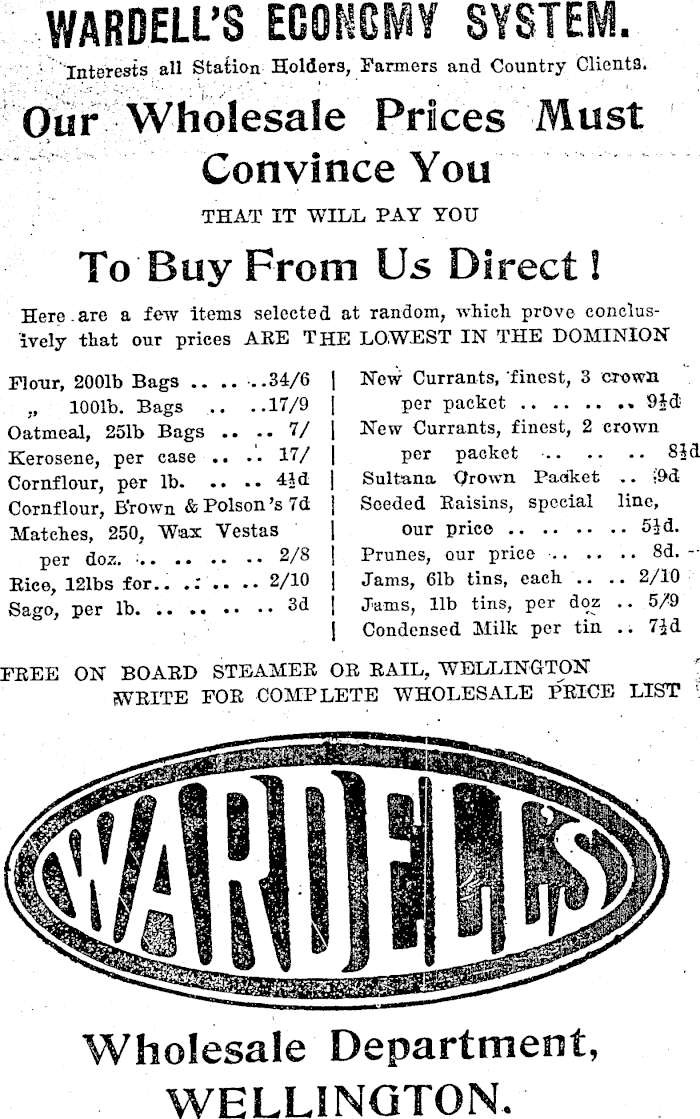 WARDELL'S ECONOMY SYSTEM.
Interests all Station Holders, Farmers and Country Clients.
Our Wholesale Prices Must
Convince You
THAT IT WILL PAY YOU
To Buy From Us Direct!
Here are a few items selected at random, which prove conclus-
ively that our prices ARE THE LOWEST IN THE DOMINION
Flour, 200lb Bags .. .. ..34/6
„ 100lb. Bags .. ..17/9
Oatmeal, 25lb Bags .. .. 7/
Kerosene, per case .. .. 17/
Cornflour, per lb. .. .. .. 4½d
Cornflour, Brown & Polson's 7d
Matches, 250, Wax Vestas
per doz. .. .. .. .. 2/8
Rice, 12lbs for.. .. .. .. 2/10
Sago, per lb. .. .. .. .. .. 3d
New Currants, finest, 3 crown
per packet .. .. .. .. .. 9½d
New Currants, finest, 2 crown
per packet .. .. .. .. 8½d
Sultana Crown Packet .. 9d
Seeded Raisins, special line,
our price .. .. .. .. .. 5½d.
Prunes, our price .. .. .. 8d.
Jams, 6lb tins, each .. .. 2/10
Jams, 1lb tins, per doz .. 5/9
Condensed Milk per tin .. 7½d
FREE ON BOARD STEAMER OR RAIL, WELLINGTON
WRITE FOR COMPLETE WHOLESALE PRICE LIST
WARDELL'S
Wholesale Department,
WELLINGTON.